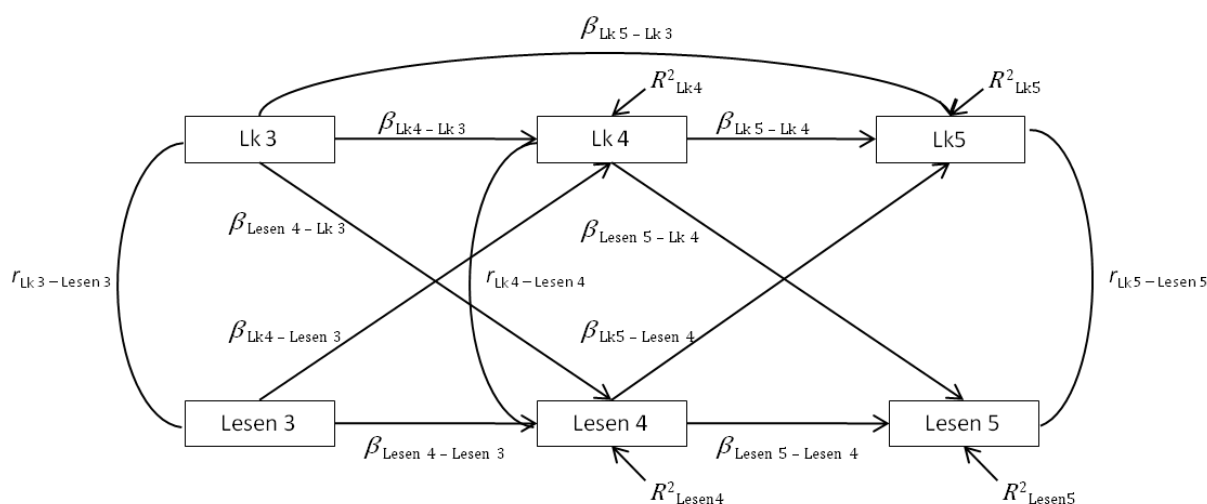 β Lk 5 – Lk 3
R² Lk4
R² Lk5
Lk 3
β Lk4 – Lk 3
Lk 4
β Lk 5 – Lk 4
Lk5
β Lesen 4 – Lk 3
β Lesen 5 – Lk 4
r Lk 3 – Lesen 3
r Lk4 – Lesen 4
r Lk5 – Lesen 5
β Lk4 – Lesen 3
β Lk5 – Lesen 4
Lesen 3
β Lesen 4 – Lesen 3
Lesen 4
β Lesen 5 – Lesen 4
Lesen 5
R² Lesen4
R² Lesen5